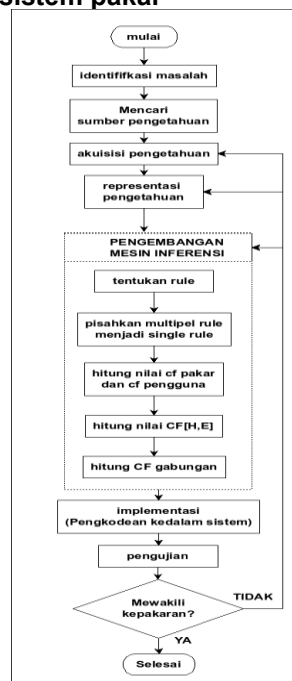 sistem pakar
mulai
identififkasi masalah
Mencari
sumber pengetahuan
akuisisi pengetahuan
representasi
pengetahuan
PENGEMBANGAN
MESIN INFERENSI
tentukan rule
pisahkan multipel rule
menjadi single rule
hitung nilai cf pakar
dan cf pengguna
hitung nilai CF[H,E]
hitung CF gabungan
implementasi
(Pengkodean kedalam sistem)
pengujian
Mewakili
kepakaran?
TIDAK
YA
Selesai